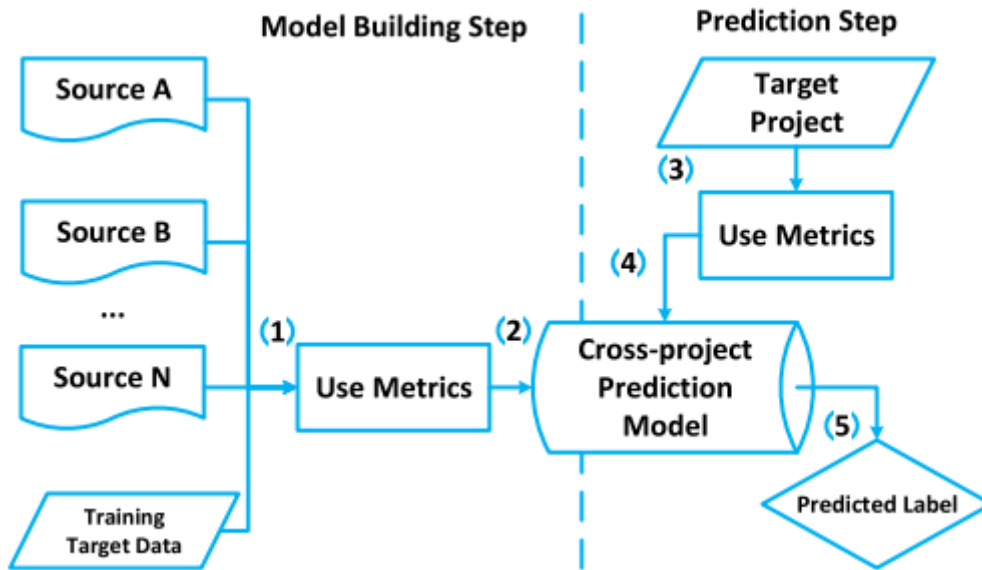 Model Building Step
Prediction Step
Source A
Source B
...
Source N
Training
Target Data
(1)
Use Metrics
(2)
Target
Project
(3)
Use Metrics
(4)
Cross-project
Prediction
Model
(5)
Predicted Label